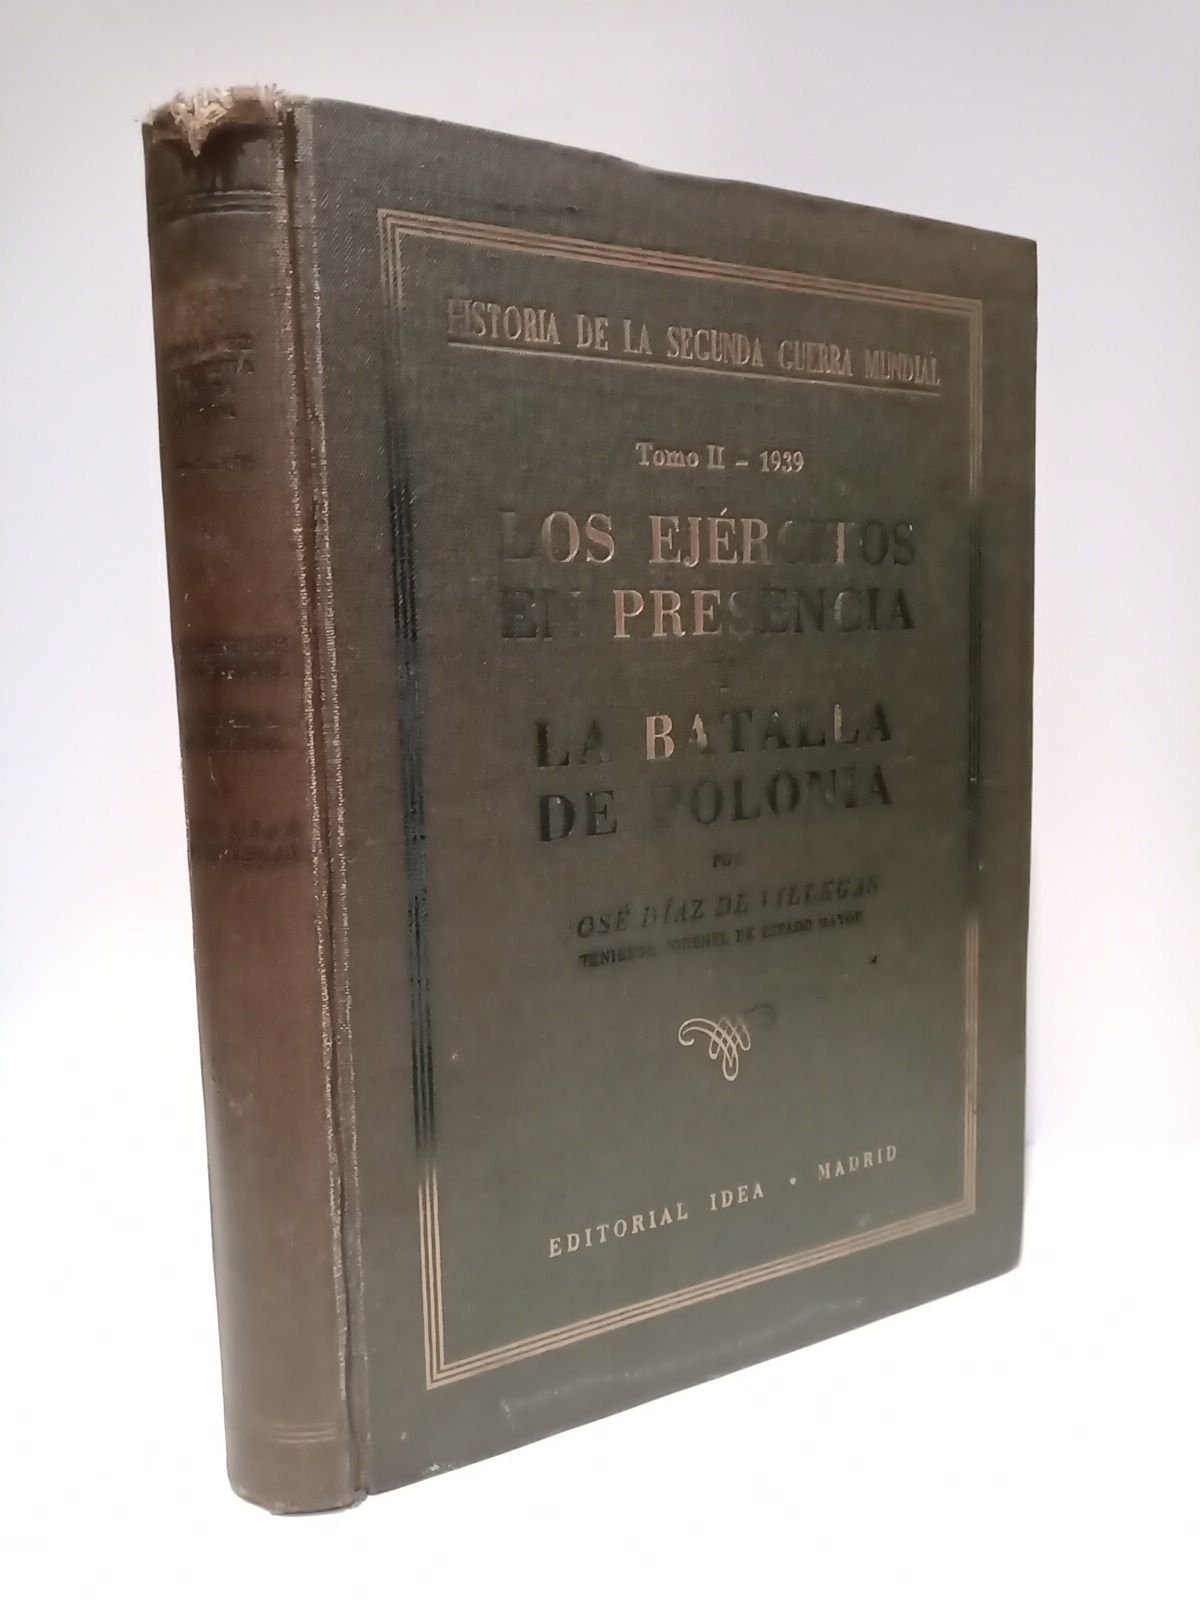 HISTORIA DE LA SEGUNDA GUERRA MUNDIAL
Tomo II - 1939
LOS EJÉRCITOS
EN PRESENCIA
Y
LA BATALLA
DE POLONIA
POR
JOSÉ DÍAZ DE VILLEGAS
TENIENTE CORONEL DE ESTADO MAYOR
EDITORIAL IDEA • MADRID